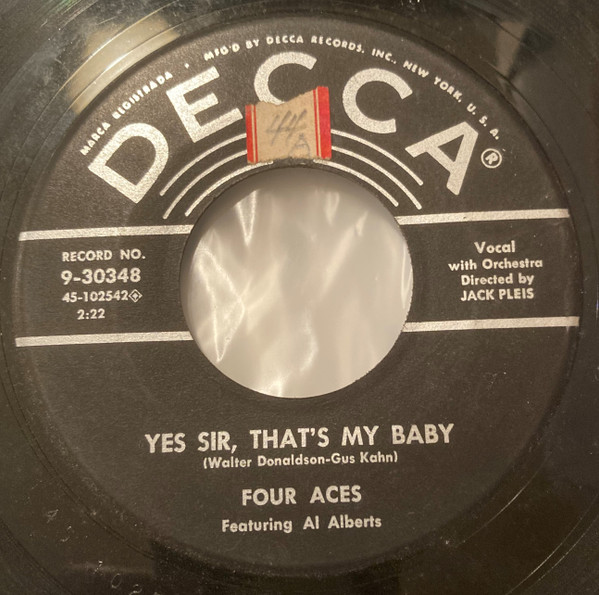 MARCA REGISTRADA • MFG'D BY DECCA RECORDS, INC., NEW YORK, U.S.A.
DECCA®
44
A
RECORD NO.
9-30348
45-102542
2:22
Vocal
with Orchestra
Directed by
JACK PLEIS
YES SIR, THAT'S MY BABY
(Walter Donaldson-Gus Kahn)
FOUR ACES
Featuring Al Alberts